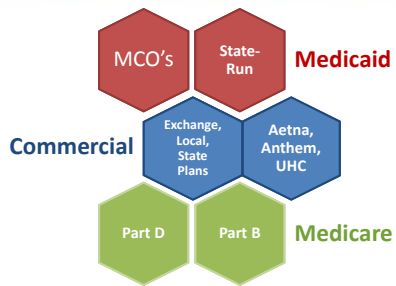 MCO's
State-
Run
Medicaid
Commercial
Exchange,
Local,
State
Plans
Aetna,
Anthem,
UHC
Part D
Part B
Medicare